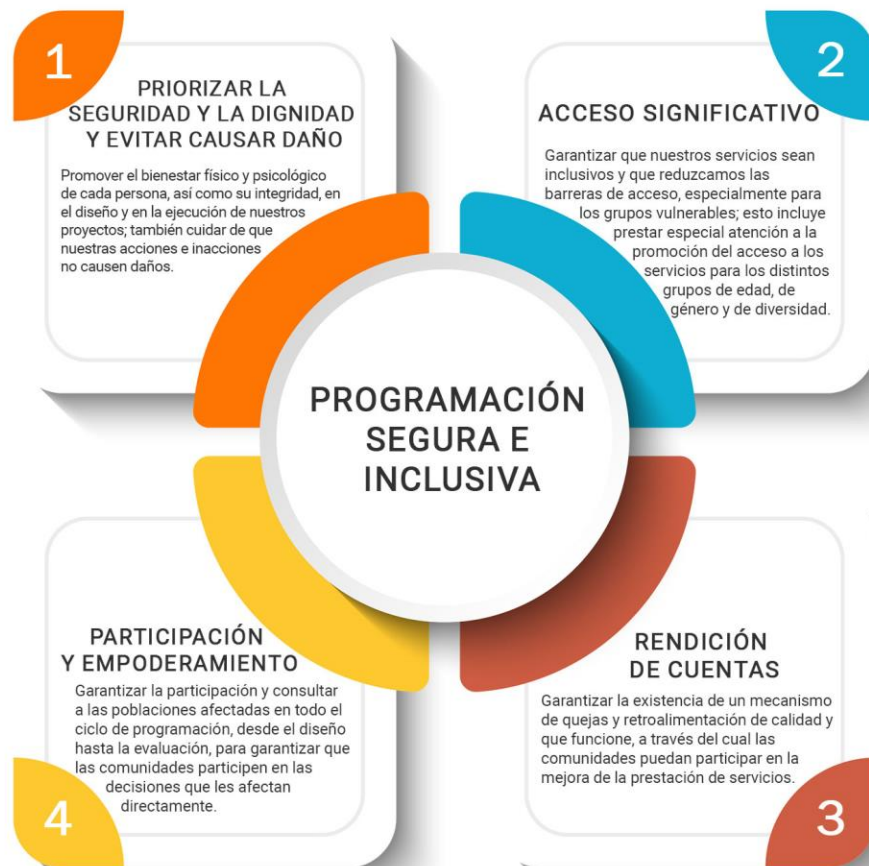 1
PRIORIZAR LA
SEGURIDAD Y LA DIGNIDAD
Y EVITAR CAUSAR DAÑO
Promover el bienestar físico y psicológico
de cada persona, así como su integridad, en
el diseño y en la ejecución de nuestros
proyectos; también cuidar de que
nuestras acciones e inacciones
no causen daños.
2
ACCESO SIGNIFICATIVO
Garantizar que nuestros servicios sean
inclusivos y que reduzcamos las
barreras de acceso, especialmente para
los grupos vulnerables; esto incluye
prestar especial atención a la
promoción del acceso a los
servicios para los distintos
grupos de edad, de
género y de diversidad.
PROGRAMACIÓN
SEGURA E
INCLUSIVA
RENDICIÓN
DE CUENTAS
Garantizar la existencia de un mecanismo
de quejas y retroalimentación de calidad y
que funcione, a través del cual las
comunidades puedan participar en la
mejora de la prestación de servicios.
3
PARTICIPACIÓN
Y EMPODERAMIENTO
Garantizar la participación y consultar
a las poblaciones afectadas en todo el
ciclo de programación, desde el diseño
hasta la evaluación, para garantizar que
las comunidades participen en las
decisiones que les afectan
directamente.
4